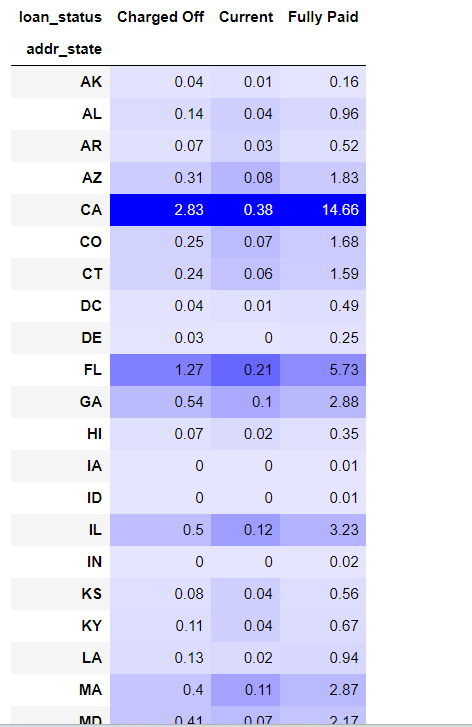 loan_status Charged Off Current Fully Paid
addr_state
AK 0.04 0.01 0.16
AL 0.14 0.04 0.96
AR 0.07 0.03 0.52
AZ 0.31 0.08 1.83
CA 2.83 0.38 14.66
CO 0.25 0.07 1.68
CT 0.24 0.06 1.59
DC 0.04 0.01 0.49
DE 0.03 0 0.25
FL 1.27 0.21 5.73
GA 0.54 0.1 2.88
HI 0.07 0.02 0.35
IA 0 0 0.01
ID 0 0 0.01
IL 0.5 0.12 3.23
IN 0 0 0.02
KS 0.08 0.04 0.56
KY 0.11 0.04 0.67
LA 0.13 0.02 0.94
MA 0.4 0.11 2.87
MD 0.41 0.07 2.17